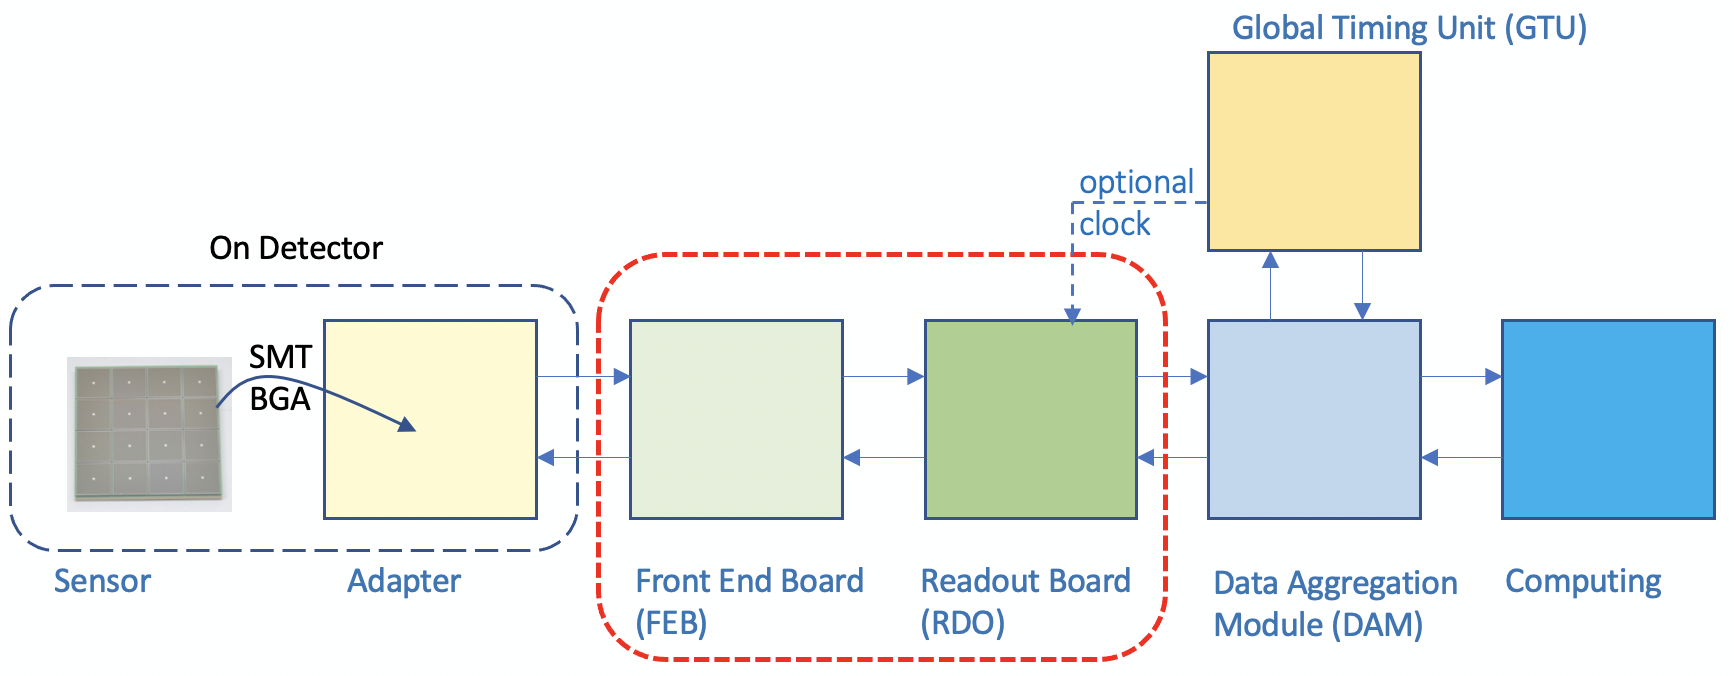 Global Timing Unit (GTU)
optional
clock
On Detector
SMT
BGA
Sensor
Adapter
Front End Board
(FEB)
Readout Board
(RDO)
Data Aggregation
Module (DAM)
Computing